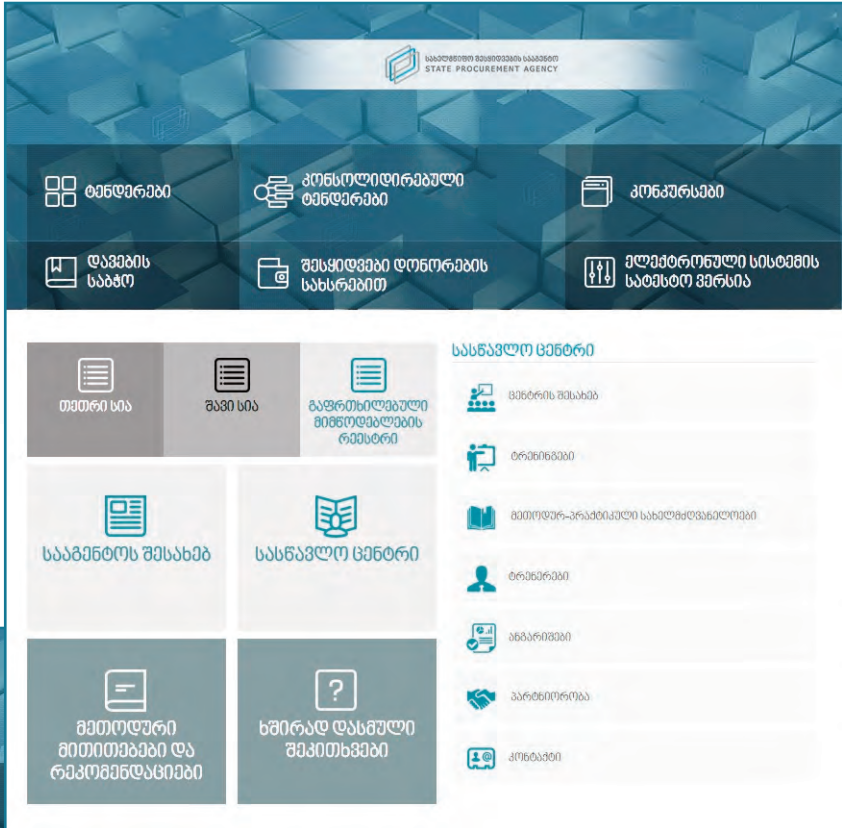 სახელმწიფო შესყიდვების სააგენტო
STATE PROCUREMENT AGENCY
ტენდერები
კონსოლიდირებული
ტენდერები
კონკურსები
დავების
საბჭო
შესყიდვები დონორების
სახსრებით
ელექტრონული სისტემის
სატესტო ვერსია
თეთრი სია
შავი სია
გაფრთხილებული
მიმწოდებლების
რეესტრი
სააგენტოს შესახებ
სასწავლო ცენტრი
მეთოდური
მითითებები და
რეკომენდაციები
ხშირად დასმული
შეკითხვები
სასწავლო ცენტრი
ცენტრის შესახებ
ტრენინგები
მეთოდურ-პრაქტიკული სახელმძღვანელოები
ტრენერები
ანგარიშები
პარტნიორობა
კონტაქტი